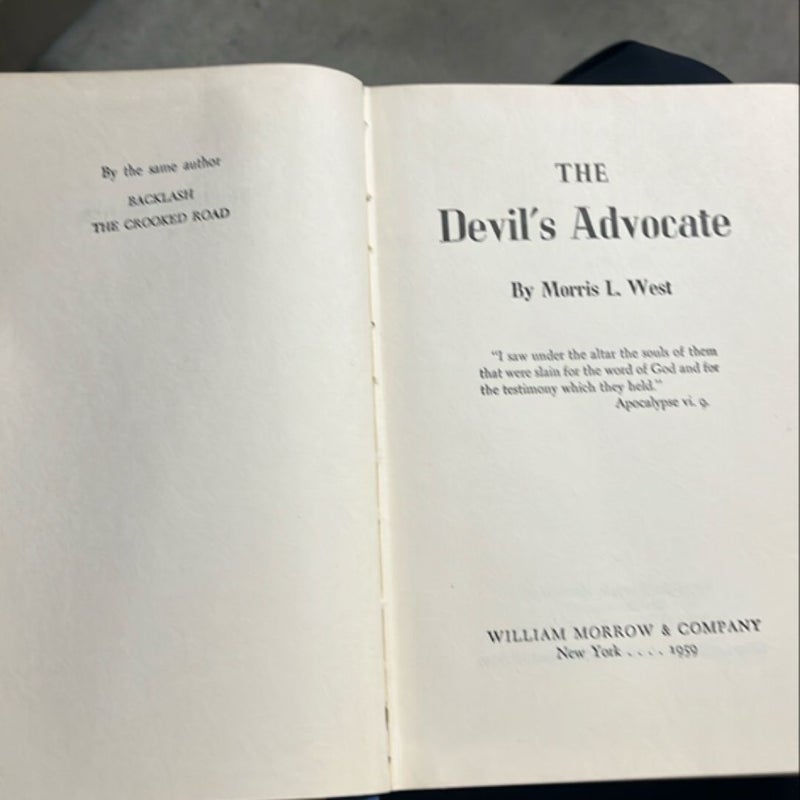 By the same author
BACKLASH
THE CROOKED ROAD
THE
Devil's Advocate
By Morris L. West
"I saw under the altar the souls of them
that were slain for the word of God and for
the testimony which they held."
Apocalypse vi. 9.
WILLIAM MORROW & COMPANY
New York . . . . 1959